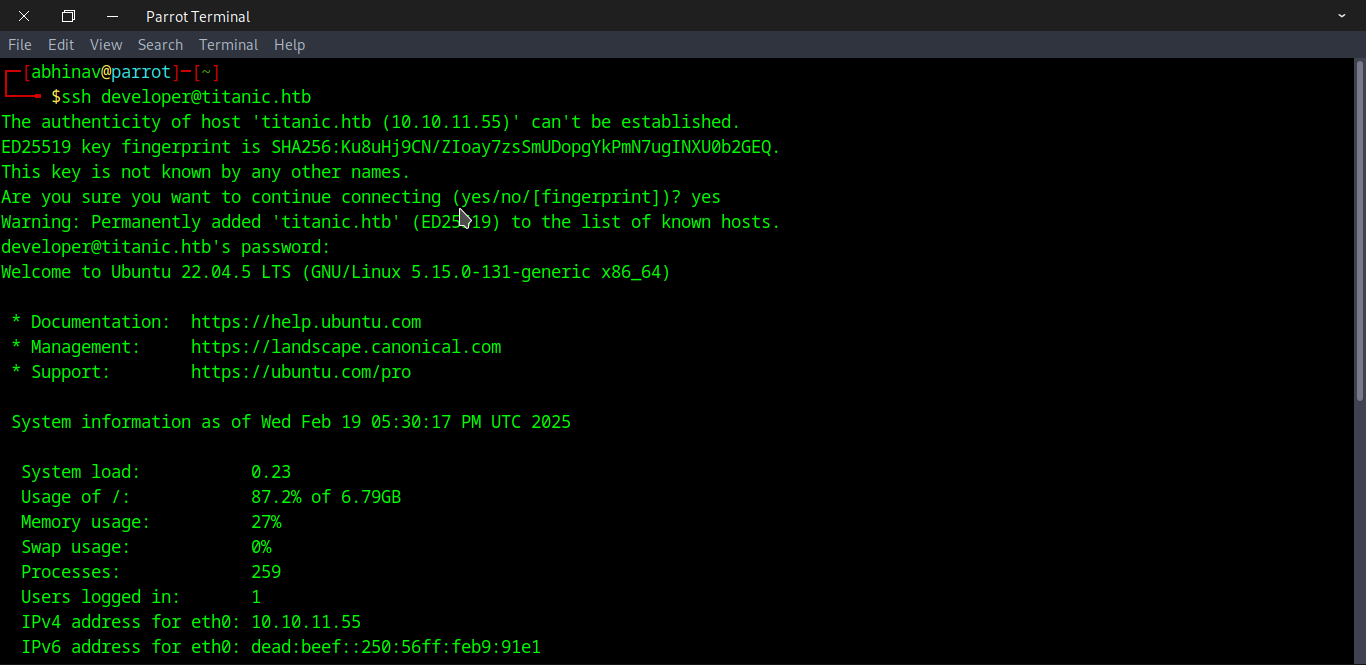 Parrot Terminal
File Edit View Search Terminal Help
[abhinav@parrot]─[~]
$ssh developer@titanic.htb
The authenticity of host 'titanic.htb (10.10.11.55)' can't be established.
ED25519 key fingerprint is SHA256:Ku8uHj9CN/ZIoay7zsSmUDopgYkPmN7ugINXU0b2GEQ.
This key is not known by any other names.
Are you sure you want to continue connecting (yes/no/[fingerprint])? yes
Warning: Permanently added 'titanic.htb' (ED25519) to the list of known hosts.
developer@titanic.htb's password:
Welcome to Ubuntu 22.04.5 LTS (GNU/Linux 5.15.0-131-generic x86_64)
* Documentation:  https://help.ubuntu.com
* Management:     https://landscape.canonical.com
* Support:        https://ubuntu.com/pro
System information as of Wed Feb 19 05:30:17 PM UTC 2025
System load:           0.23
Usage of /:            87.2% of 6.79GB
Memory usage:          27%
Swap usage:            0%
Processes:             259
Users logged in:       1
IPv4 address for eth0: 10.10.11.55
IPv6 address for eth0: dead:beef::250:56ff:feb9:91e1